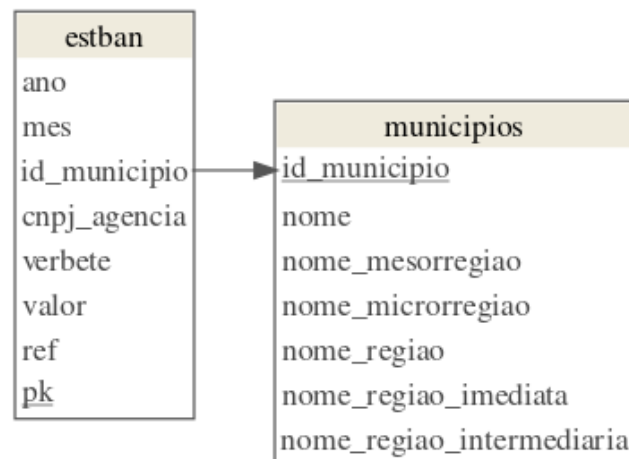 estban
ano
mes
id_municipio
cnpj_agencia
verbete
valor
ref
pk
municipios
id_municipio
nome
nome_mesorregiao
nome_microrregiao
nome_regiao
nome_regiao_imediata
nome_regiao_intermediaria